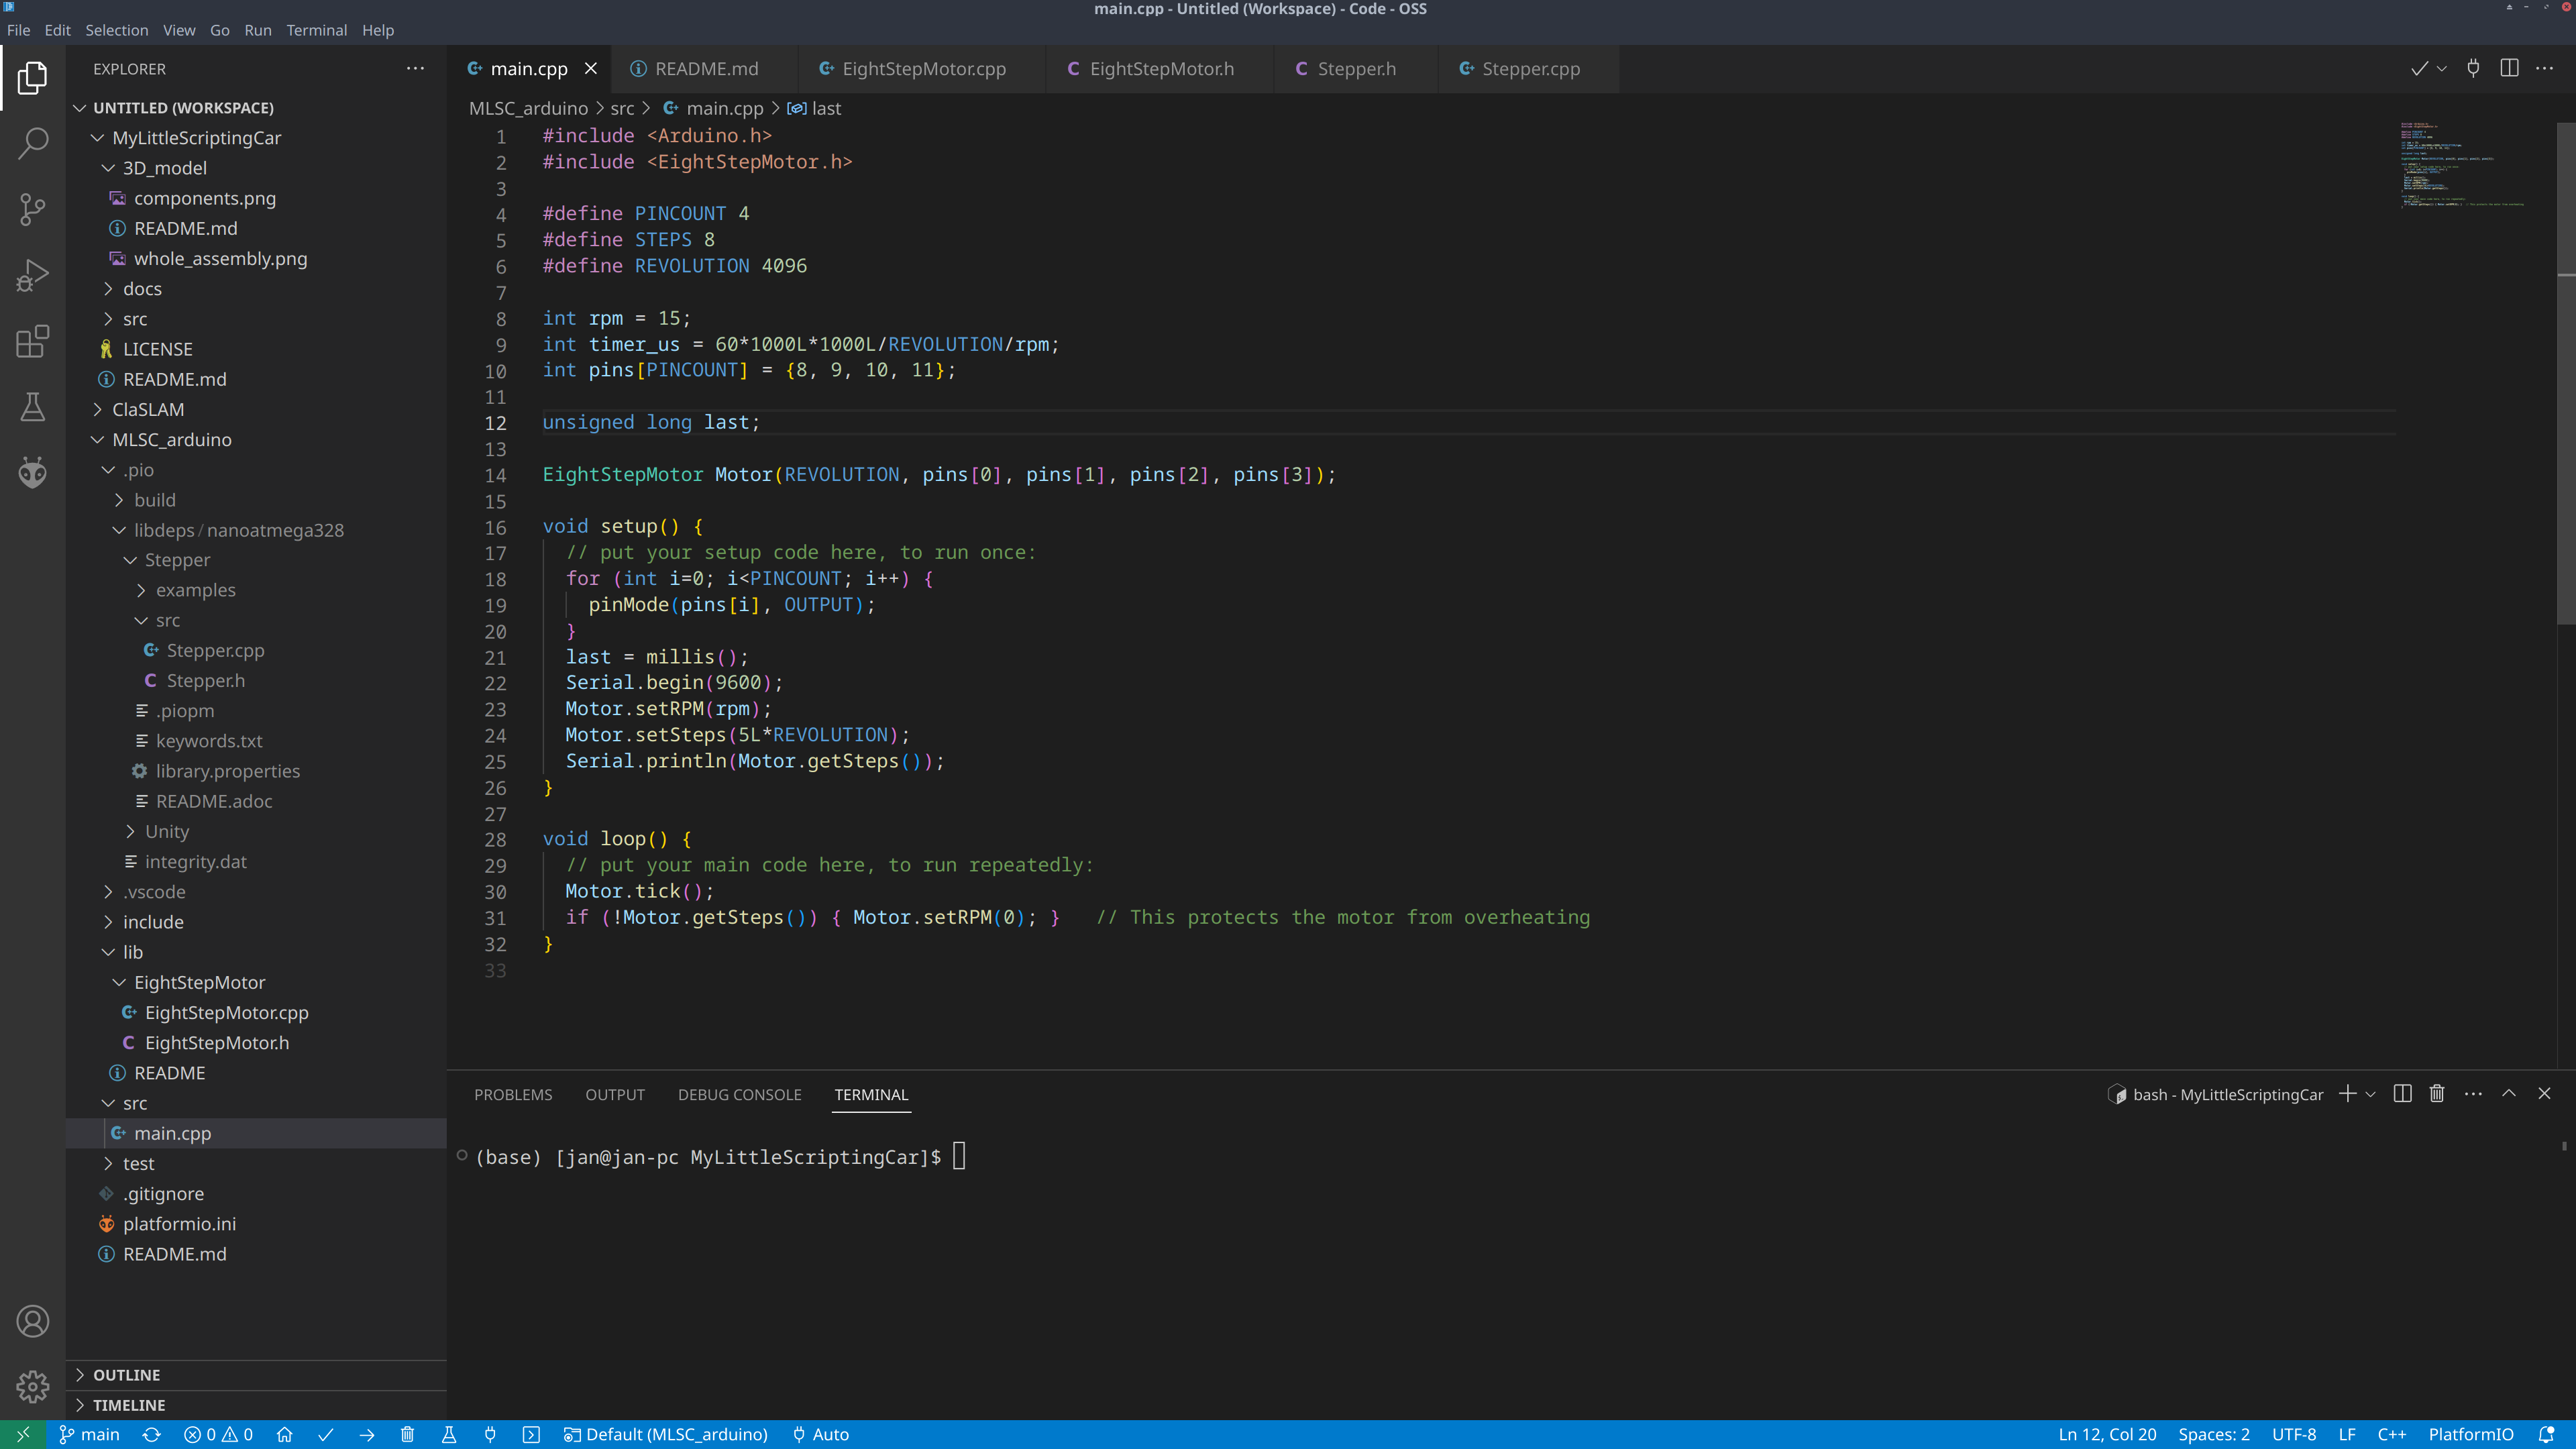 main.cpp - Untitled (Workspace) - Code - OSS
File Edit Selection View Go Run Terminal Help
EXPLORER
UNTITLED (WORKSPACE)
MyLittleScriptingCar
3D_model
components.png
README.md
whole_assembly.png
docs
src
LICENSE
README.md
ClaSLAM
MLSC_arduino
.pio
build
libdeps/nanoatmega328
Stepper
examples
src
Stepper.cpp
Stepper.h
.piopm
keywords.txt
library.properties
README.adoc
Unity
integrity.dat
.vscode
include
lib
EightStepMotor
EightStepMotor.cpp
EightStepMotor.h
README
src
main.cpp
test
.gitignore
platformio.ini
README.md
OUTLINE
TIMELINE
main.cpp README.md EightStepMotor.cpp EightStepMotor.h Stepper.h Stepper.cpp
MLSC_arduino > src > main.cpp > last
1 #include <Arduino.h>
2 #include <EightStepMotor.h>
3
4 #define PINCOUNT 4
5 #define STEPS 8
6 #define REVOLUTION 4096
7
8 int rpm = 15;
9 int timer_us = 60*1000L*1000L/REVOLUTION/rpm;
10 int pins[PINCOUNT] = {8, 9, 10, 11};
11
12 unsigned long last;
13
14 EightStepMotor Motor(REVOLUTION, pins[0], pins[1], pins[2], pins[3]);
15
16 void setup() {
17 // put your setup code here, to run once:
18 for (int i=0; i<PINCOUNT; i++) {
19 pinMode(pins[i], OUTPUT);
20 }
21 last = millis();
22 Serial.begin(9600);
23 Motor.setRPM(rpm);
24 Motor.setSteps(5L*REVOLUTION);
25 Serial.println(Motor.getSteps());
26 }
27
28 void loop() {
29 // put your main code here, to run repeatedly:
30 Motor.tick();
31 if (!Motor.getSteps()) { Motor.setRPM(0); } // This protects the motor from overheating
32 }
33
PROBLEMS OUTPUT DEBUG CONSOLE TERMINAL
bash - MyLittleScriptingCar
(base) [jan@jan-pc MyLittleScriptingCar]$
main 0 0 Default (MLSC_arduino) Auto
Ln 12, Col 20 Spaces: 2 UTF-8 LF C++ PlatformIO